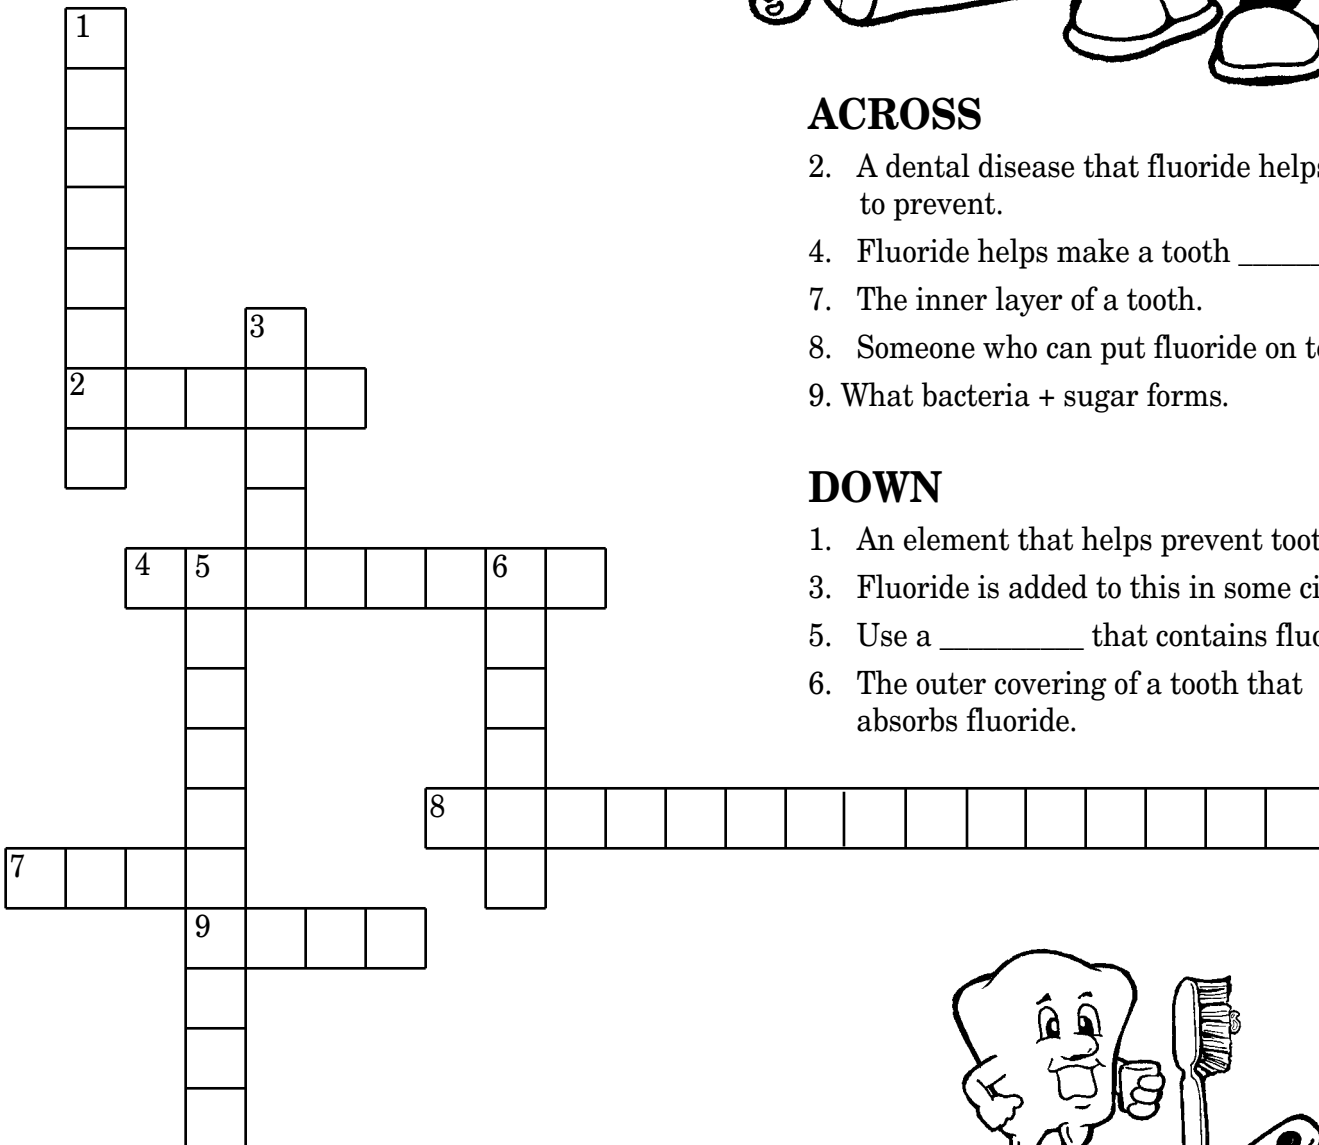 1
3
2
4 5 6
8
7
9
ACROSS
2. A dental disease that fluoride helps
to prevent.
4. Fluoride helps make a tooth ______
7. The inner layer of a tooth.
8. Someone who can put fluoride on
9. What bacteria + sugar forms.
DOWN
1. An element that helps prevent
3. Fluoride is added to this in some
5. Use a __________ that contains
6. The outer covering of a tooth that
absorbs fluoride.